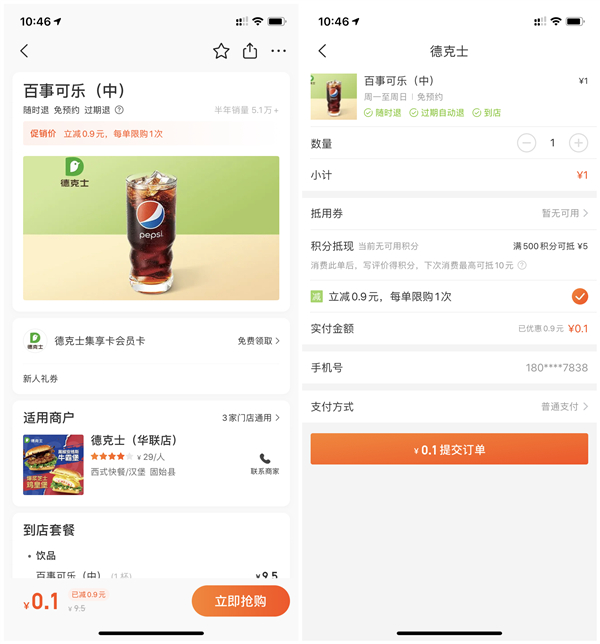 10:46
百事可乐（中）
随时退 免预约 过期退
半年销量 5.1万+
促销价 立减0.9元，每单限购1次
德克士
pepsi
德克士
德克士集享卡会员卡
免费领取
新人礼券
适用商户
3家门店通用
德克士
牛霸堡
鸡皇堡
德克士（华联店）
¥29/人
西式快餐/汉堡 固始县
联系商家
到店套餐
• 饮品
百事可乐（中） (1 杯)
¥9.5
¥0.1
已减0.9元
¥9.5
立即抢购
10:46
德克士
百事可乐（中）
¥1
周一至周日 | 免预约
随时退 过期自动退 到店
数量
1
小计
¥1
抵用券
暂无可用
积分抵现 当前无可用积分
满500积分可抵 ¥5
消费此单后，写评价得积分，下次消费最高可抵10元
减 立减0.9元，每单限购1次
实付金额
已优惠0.9元 ¥0.1
手机号
180****7838
支付方式
普通支付
¥0.1提交订单